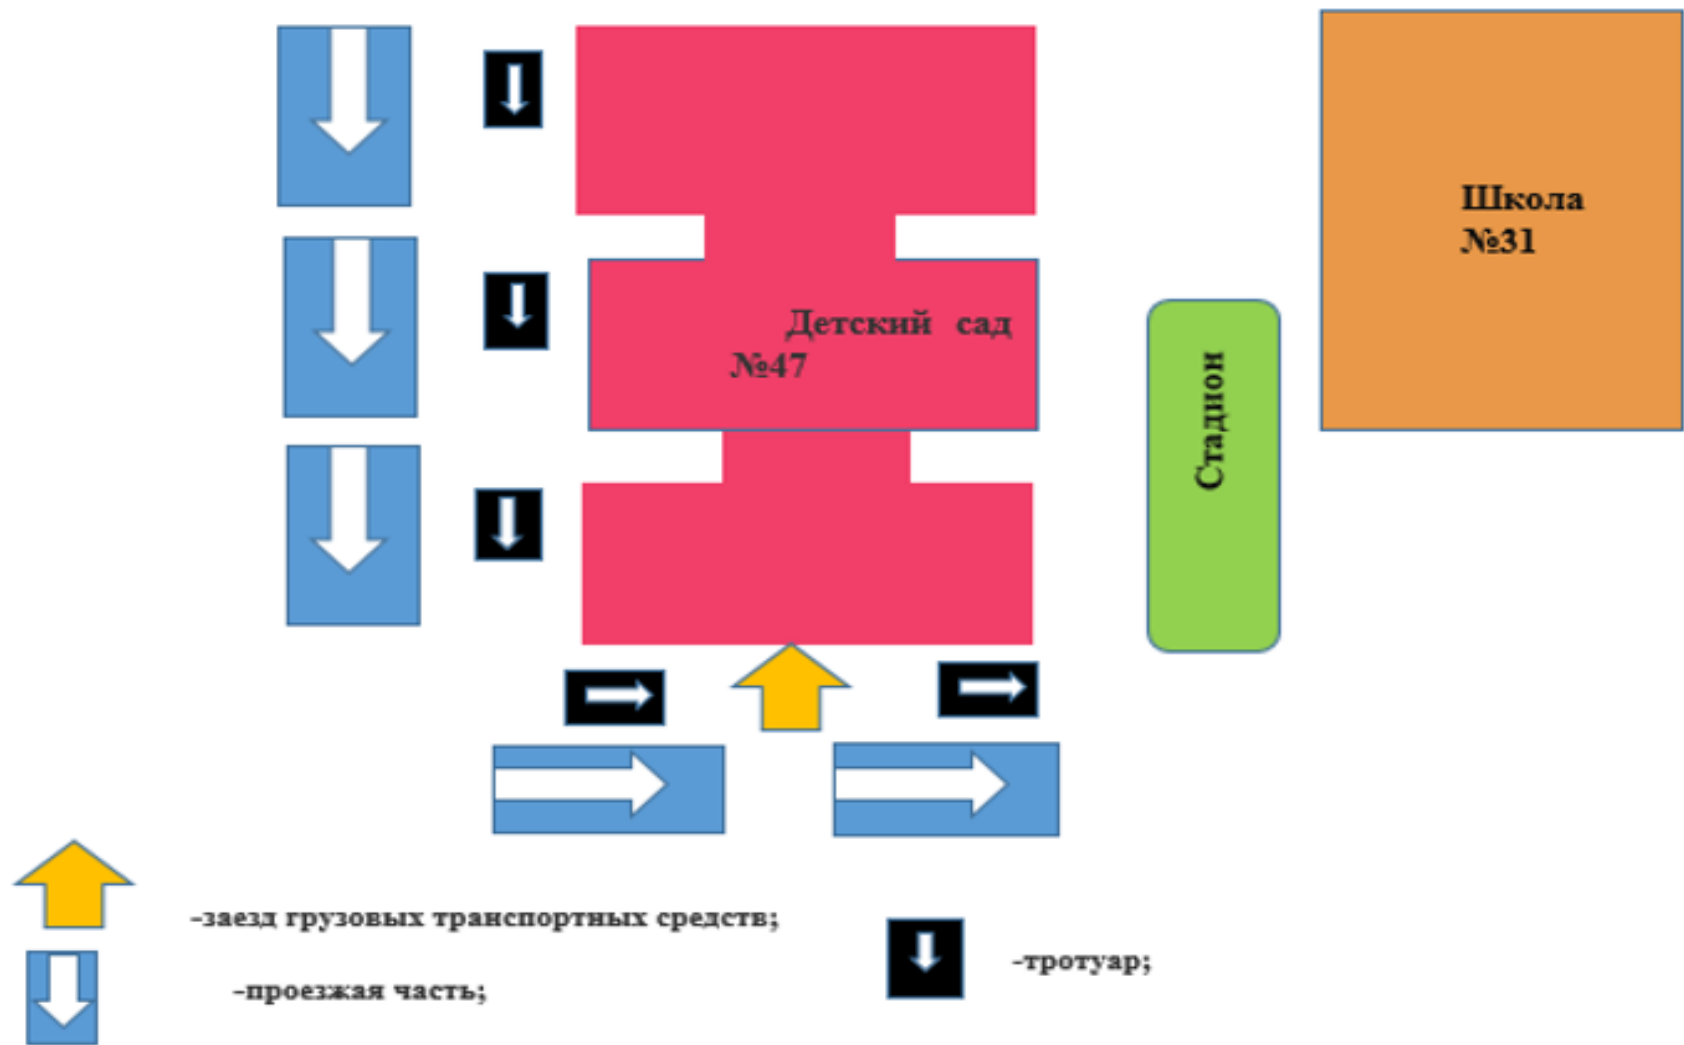 Школа
№31
Детский сад
№47
Стадион
-заезд грузовых транспортных средств;
-тротуар;
-проезжая часть;